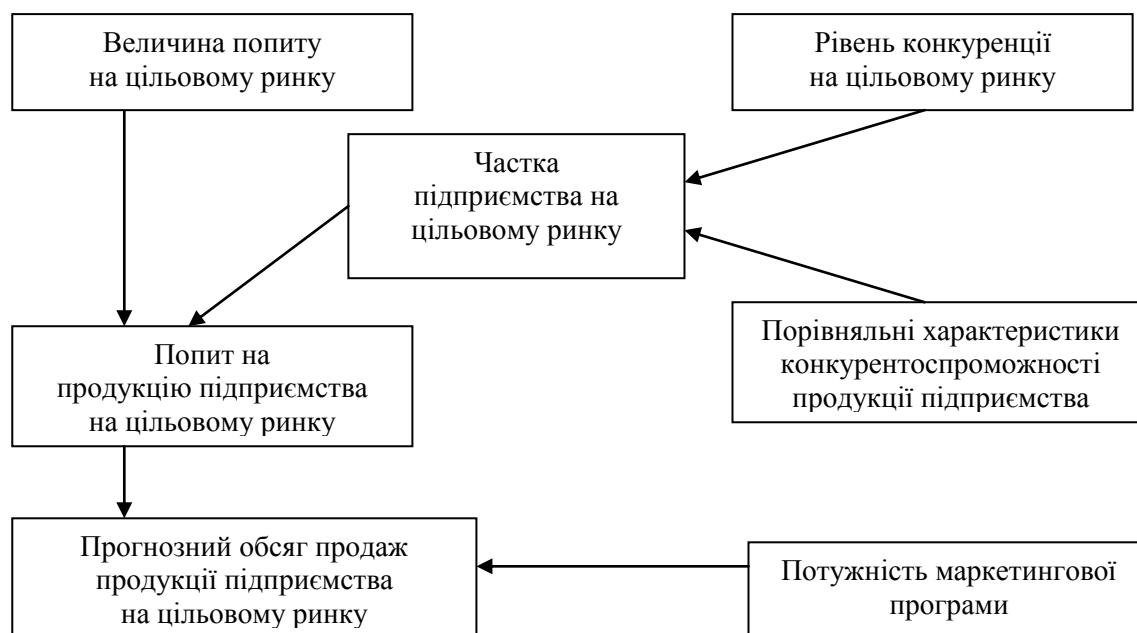 Величина попиту
на цільовому ринку
Рівень конкуренції
на цільовому ринку
Частка
підприємства на
цільовому ринку
Попит на
продукцію підприємства
на цільовому ринку
Порівняльні характеристики
конкурентоспроможності
продукції підприємства
Прогнозний обсяг продаж
продукції підприємства
на цільовому ринку
Потужність маркетингової
програми